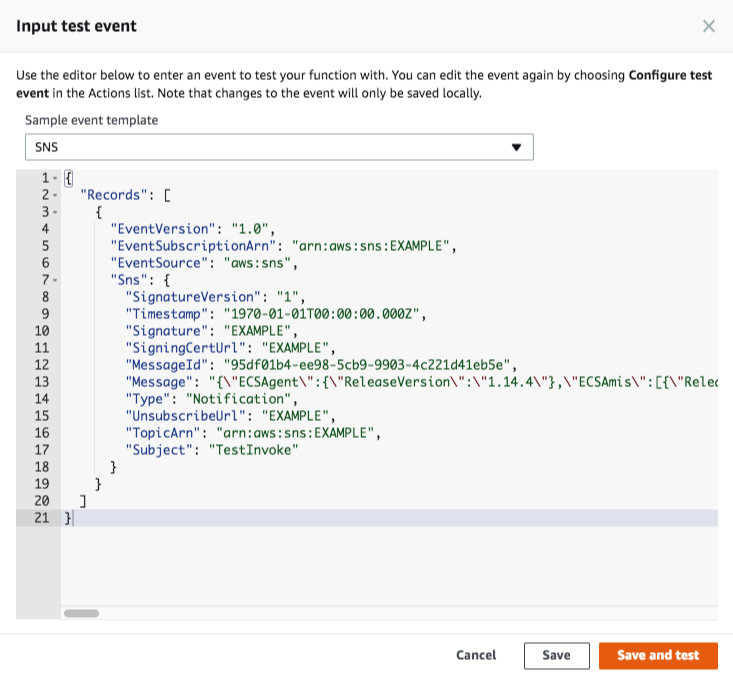 Input test event
Use the editor below to enter an event to test your function with. You can edit the event again by choosing Configure test
event in the Actions list. Note that changes to the event will only be saved locally.
Sample event template
SNS
1 {
2 "Records": [
3 {
4 "EventVersion": "1.0",
5 "EventSubscriptionArn": "arn:aws:sns:EXAMPLE",
6 "EventSource": "aws:sns",
7 "Sns": {
8 "SignatureVersion": "1",
9 "Timestamp": "1970-01-01T00:00:00.000Z",
10 "Signature": "EXAMPLE",
11 "SigningCertUrl": "EXAMPLE",
12 "MessageId": "95df01b4-ee98-5cb9-9903-4c221d41eb5e",
13 "Message": "{\"ECSAgent\":{\"ReleaseVersion\":\"1.14.4\"},\"ECSAmis\":[{\"Rele
14 "Type": "Notification",
15 "UnsubscribeUrl": "EXAMPLE",
16 "TopicArn": "arn:aws:sns:EXAMPLE",
17 "Subject": "TestInvoke"
18 }
19 }
20 ]
21 }
Cancel Save Save and test